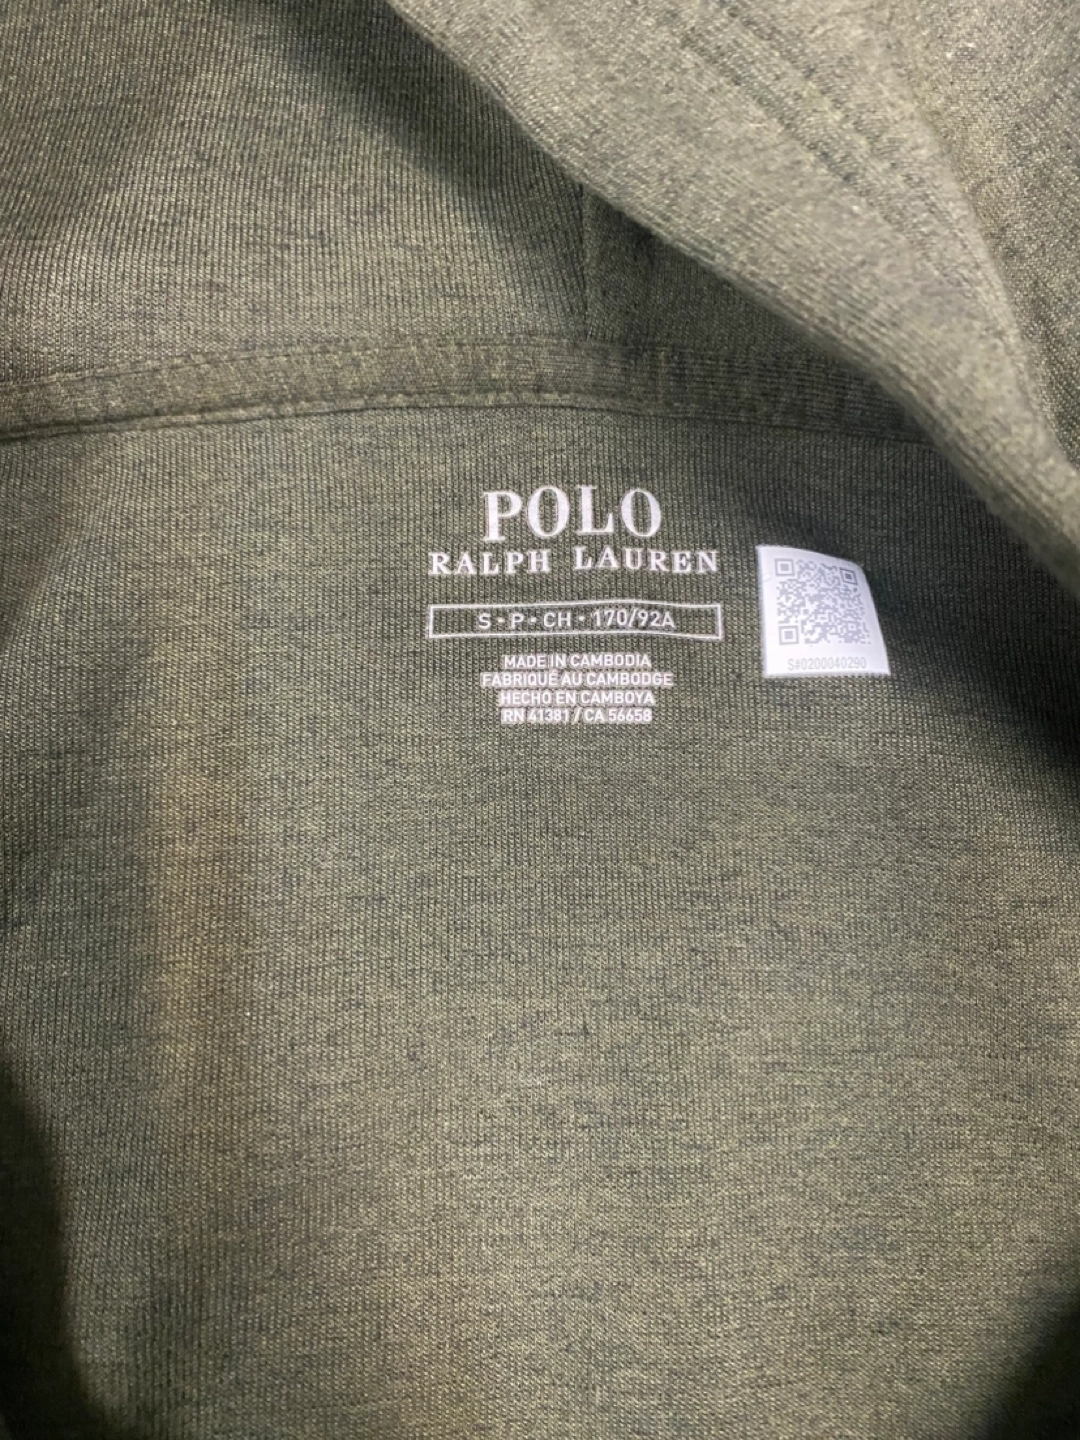 POLO
RALPH LAUREN
S • P • CH • 170/92A
MADE IN CAMBODIA
FABRIQUÉ AU CAMBODGE
HECHO EN CAMBOYA
RN 41381 / CA 56658
S#0200040290